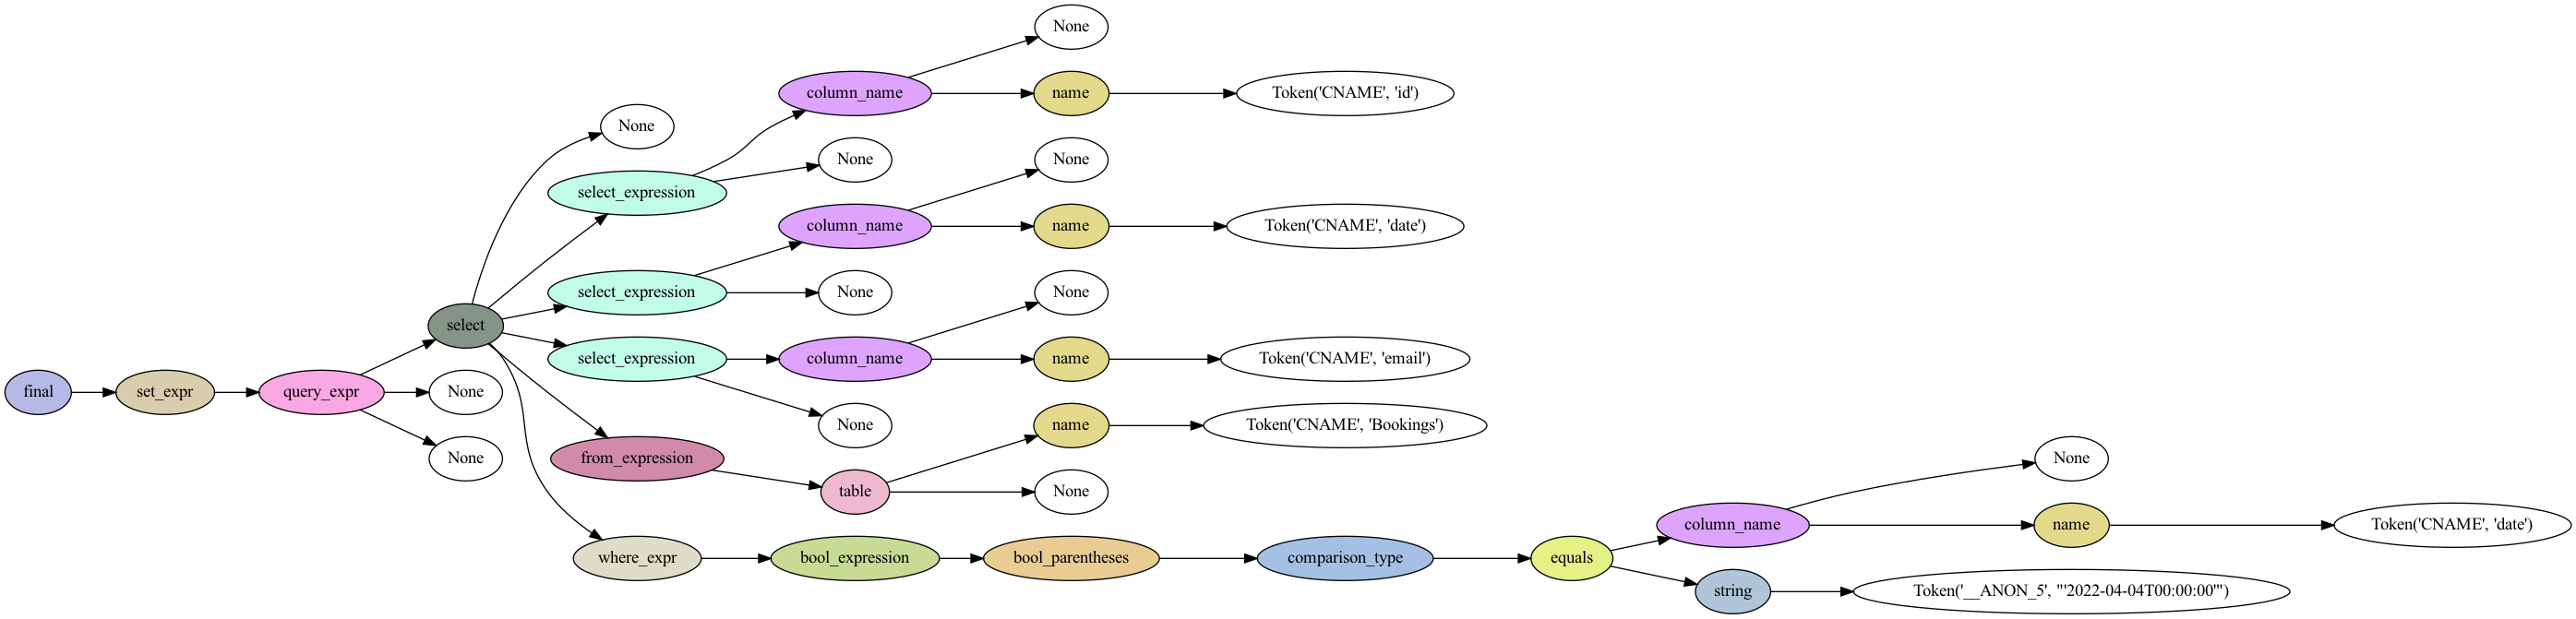 None
column_name
name
Token('CNAME', 'id')
None
None
None
select_expression
column_name
name
Token('CNAME', 'date')
select_expression
None
None
select
select_expression
column_name
name
Token('CNAME', 'email')
final
set_expr
query_expr
None
None
name
Token('CNAME', 'Bookings')
None
from_expression
None
table
None
column_name
name
Token('CNAME', 'date')
where_expr
bool_expression
bool_parentheses
comparison_type
equals
string
Token('__ANON_5', "'2022-04-04T00:00:00'")